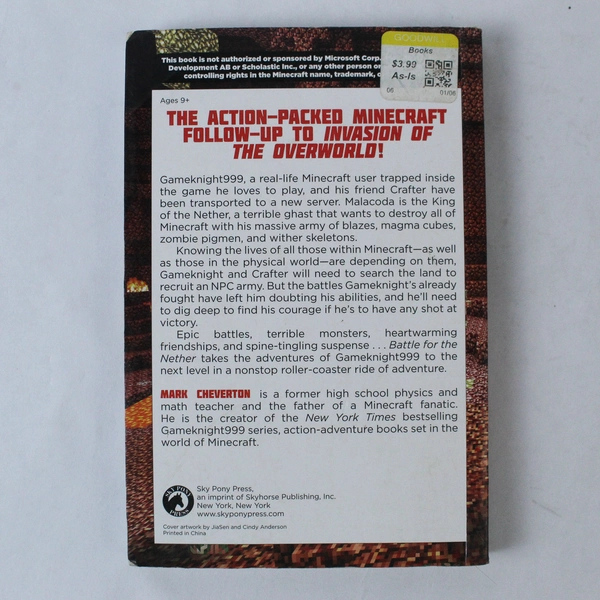 This book is not authorized or sponsored by Microsoft Corp.
Development AB or Scholastic Inc., or any other person or
controlling rights in the Minecraft name, trademark,
GOODWILL
Books
$3.99
As-Is
06
01/06
Ages 9+
THE ACTION-PACKED MINECRAFT
FOLLOW-UP TO INVASION OF
THE OVERWORLD!
Gameknight999, a real-life Minecraft user trapped inside
the game he loves to play, and his friend Crafter have
been transported to a new server. Malacoda is the King
of the Nether, a terrible ghast that wants to destroy all of
Minecraft with his massive army of blazes, magma cubes,
zombie pigmen, and wither skeletons.
Knowing the lives of all those within Minecraft—as well
as those in the physical world—are depending on them,
Gameknight and Crafter will need to search the land to
recruit an NPC army. But the battles Gameknight's already
fought have left him doubting his abilities, and he'll need
to dig deep to find his courage if he's to have any shot at
victory.
Epic battles, terrible monsters, heartwarming
friendships, and spine-tingling suspense . . . Battle for the
Nether takes the adventures of Gameknight999 to the
next level in a nonstop roller-coaster ride of adventure.
MARK CHEVERTON is a former high school physics and
math teacher and the father of a Minecraft fanatic.
He is the creator of the New York Times bestselling
Gameknight999 series, action-adventure books set in the
world of Minecraft.
SKY PONY PRESS
Sky Pony Press,
an imprint of Skyhorse Publishing, Inc.
New York, New York
www.skyponypress.com
Cover artwork by JiaSen and Cindy Anderson
Printed in China